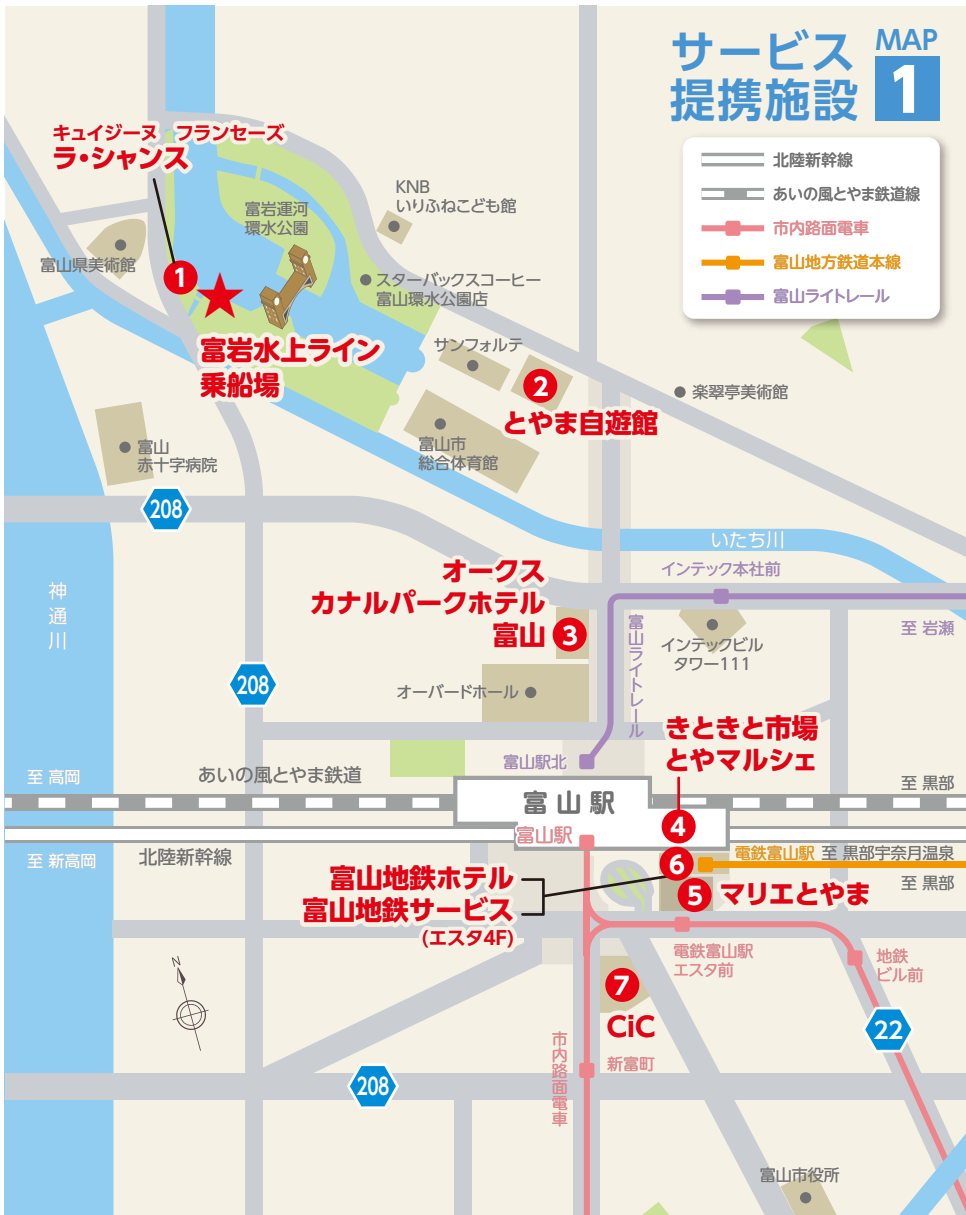 サービス
提携施設
MAP
1
北陸新幹線
あいの風とやま鉄道線
市内路面電車
富山地方鉄道本線
富山ライトレール
キュイジーヌ フランセーズ
ラ・シャンス
富岩運河
環水公園
KNB
いりふねこども館
富山県美術館
1
スターバックスコーヒー
富山環水公園店
富岩水上ライン
乗船場
サンフォルテ
2
とやま自遊館
楽翠亭美術館
富山市
総合体育館
富山
赤十字病院
208
いたち川
神通川
オークス
カナルパークホテル
富山
3
インテック本社前
富山ライトレール
インテックビル
タワー111
至 岩瀬
208
オーバードホール
きときと市場
とやマルシェ
富山駅北
至 高岡
あいの風とやま鉄道
富山駅
至 黒部
富山駅
4
至 新高岡
北陸新幹線
6
電鉄富山駅
至 黒部宇奈月温泉
至 黒部
富山地鉄ホテル
富山地鉄サービス
(エスタ4F)
5
マリエとやま
電鉄富山駅
エスタ前
地鉄
ビル前
N
7
CiC
22
市内路面電車
新富町
208
富山市役所